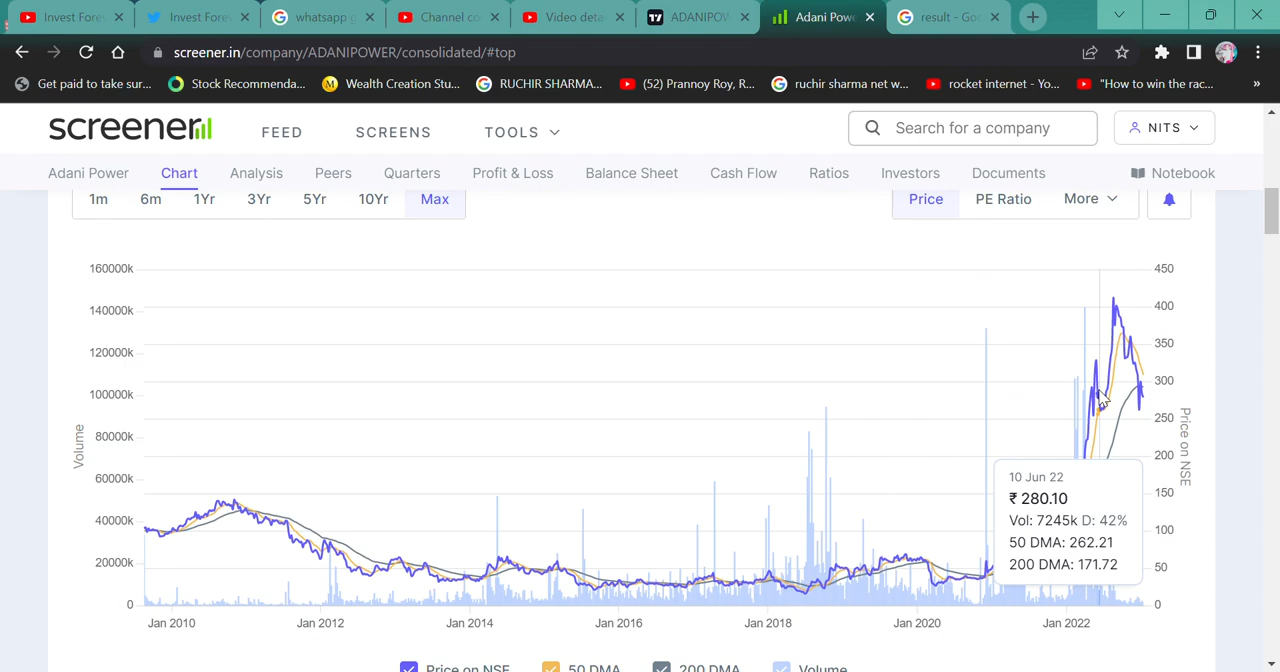 Invest Forev
Invest Forev
whatsapp g
Channel co
Video deta
ADANIPOW
Adani Powe
result - Goo
screener.in/company/ADANIPOWER/consolidated/#top
Get paid to take sur...
Stock Recommenda...
Wealth Creation Stu...
RUCHIR SHARMA...
(52) Prannoy Roy, R...
ruchir sharma net w...
rocket internet - Yo...
"How to win the rac...
»
screener
FEED
SCREENS
TOOLS
Search for a company
NITS
Adani Power
Chart
Analysis
Peers
Quarters
Profit & Loss
Balance Sheet
Cash Flow
Ratios
Investors
Documents
Notebook
1m
6m
1Yr
3Yr
5Yr
10Yr
Max
Price
PE Ratio
More
160000k
140000k
120000k
100000k
80000k
60000k
40000k
20000k
0
Volume
450
400
350
300
250
200
150
100
50
0
Price on NSE
10 Jun 22
₹ 280.10
Vol: 7245k D: 42%
50 DMA: 262.21
200 DMA: 171.72
Jan 2010
Jan 2012
Jan 2014
Jan 2016
Jan 2018
Jan 2020
Jan 2022
Price on NSE
50 DMA
200 DMA
Volume